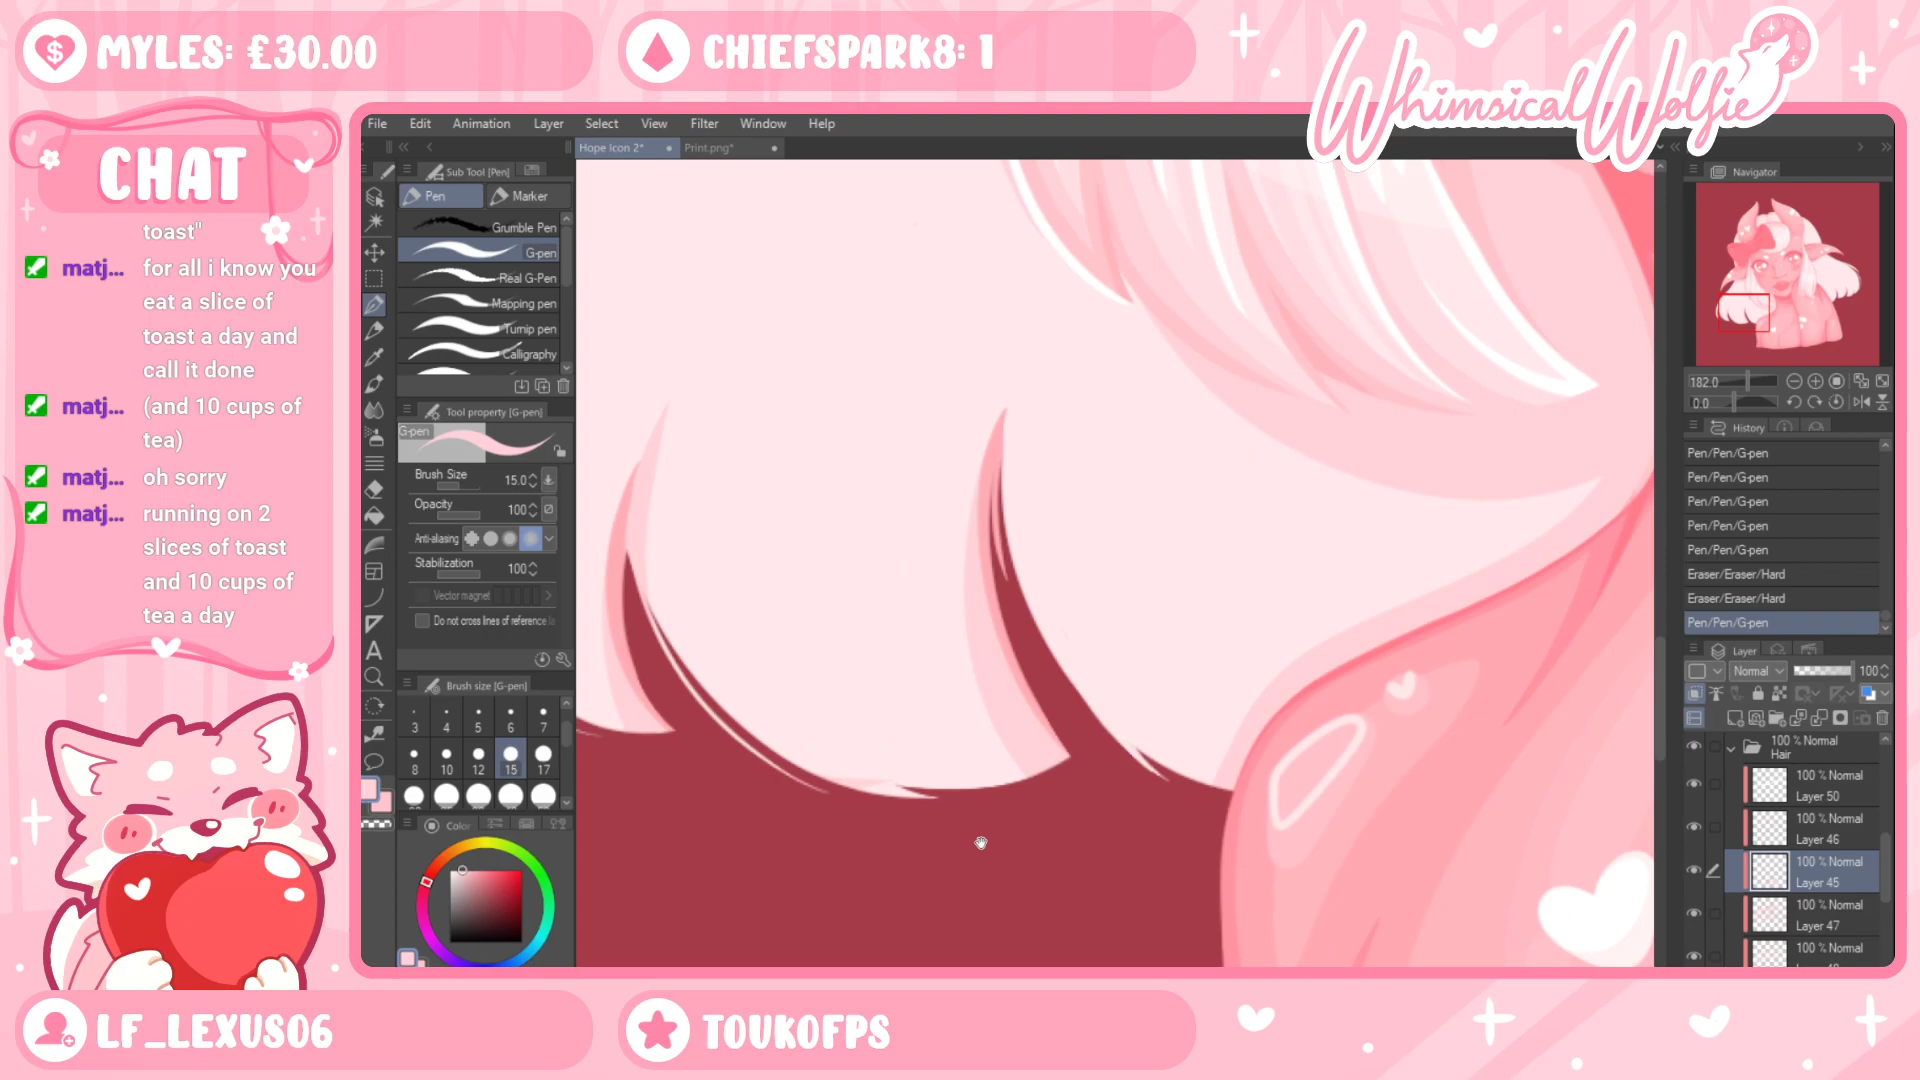 MYLES: £30.00
CHIEFSPARK8: 1
Whimsical Wolfie
CHAT
toast"
matj... for all i know you
eat a slice of
toast a day and
call it done
matj... (and 10 cups of
tea)
matj... oh sorry
matj... running on 2
slices of toast
and 10 cups of
tea a day
File Edit Animation Layer Select View Filter Window Help
Hope Icon 2* Print.png*
Sub Tool [Pen]
Pen Marker
Grumble Pen
G-pen
Real G-Pen
Mapping pen
Turnip pen
Calligraphy
Tool property [G-pen]
G-pen
Brush Size 15.0
Opacity 100
Anti-aliasing
Stabilization 100
Vector magnet
Do not cross lines of reference la
Brush size [G-pen]
3 4 5 6 7
8 10 12 15 17
Color
Navigator
182.0
0.0
History
Pen/Pen/G-pen
Pen/Pen/G-pen
Pen/Pen/G-pen
Pen/Pen/G-pen
Pen/Pen/G-pen
Eraser/Eraser/Hard
Eraser/Eraser/Hard
Pen/Pen/G-pen
Layer
Normal 100
100 % Normal
Hair
100 % Normal
Layer 50
100 % Normal
Layer 46
100 % Normal
Layer 45
100 % Normal
Layer 47
100 % Normal
LF_LEXUS06
TOUKOFPS